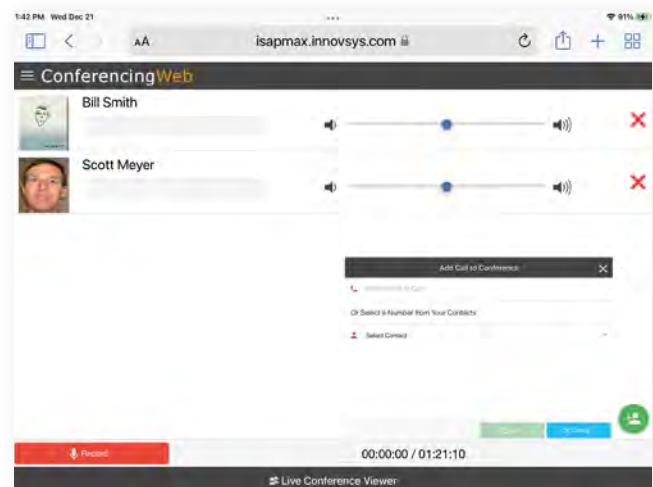 1:42 PM Wed Dec 21
91%
AA
isapmax.innovsys.com
ConferencingWeb
Bill Smith
Scott Meyer
Add Call to Conference
Or Select a Number from Your Contacts
Select Contact
Record
00:00:00 / 01:21:10
Live Conference Viewer